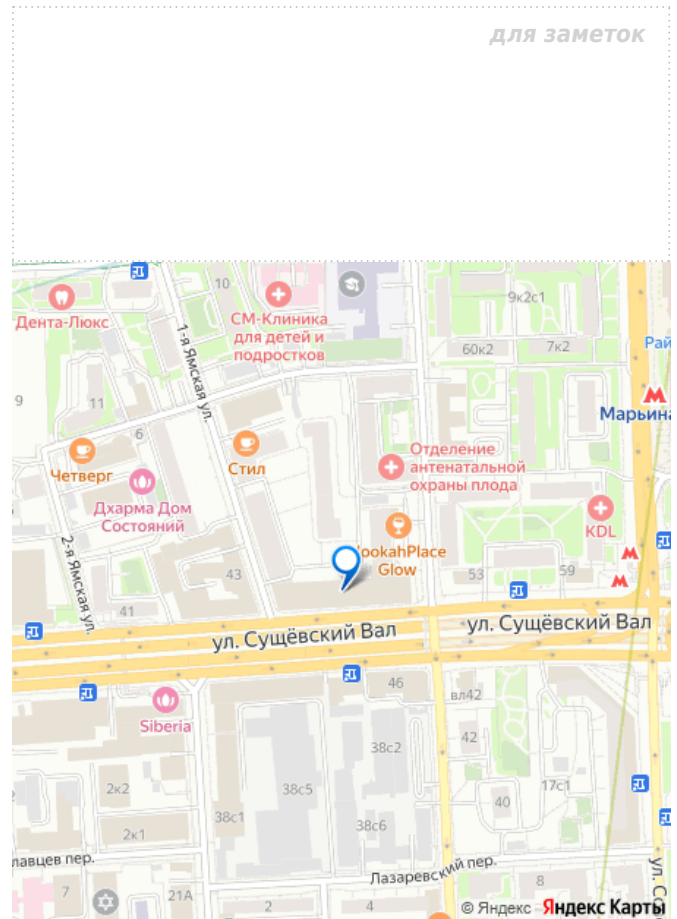 для заметок
10
9к2с1
Дента-Люкс
СМ-Клиника
для детей и
подростков
1-я Ямская ул.
60к2
7к2
Рай
9
11
6
Марьина
Четверг
Стил
Отделение
антенатальной
охраны плода
Дхарма Дом
Состояний
KDL
ookahPlace
Glow
2-я Ямская ул.
43
53
59
41
ул. Сущёвский Вал
ул. Сущёвский Вал
46
вл42
Siberia
42
38с2
2к2
38с5
17с1
40
38с1
38с6
2к1
лавцев пер.
Лазаревский пер.
7
21А
2
4
8
ул. С
© Яндекс Яндекс Карты